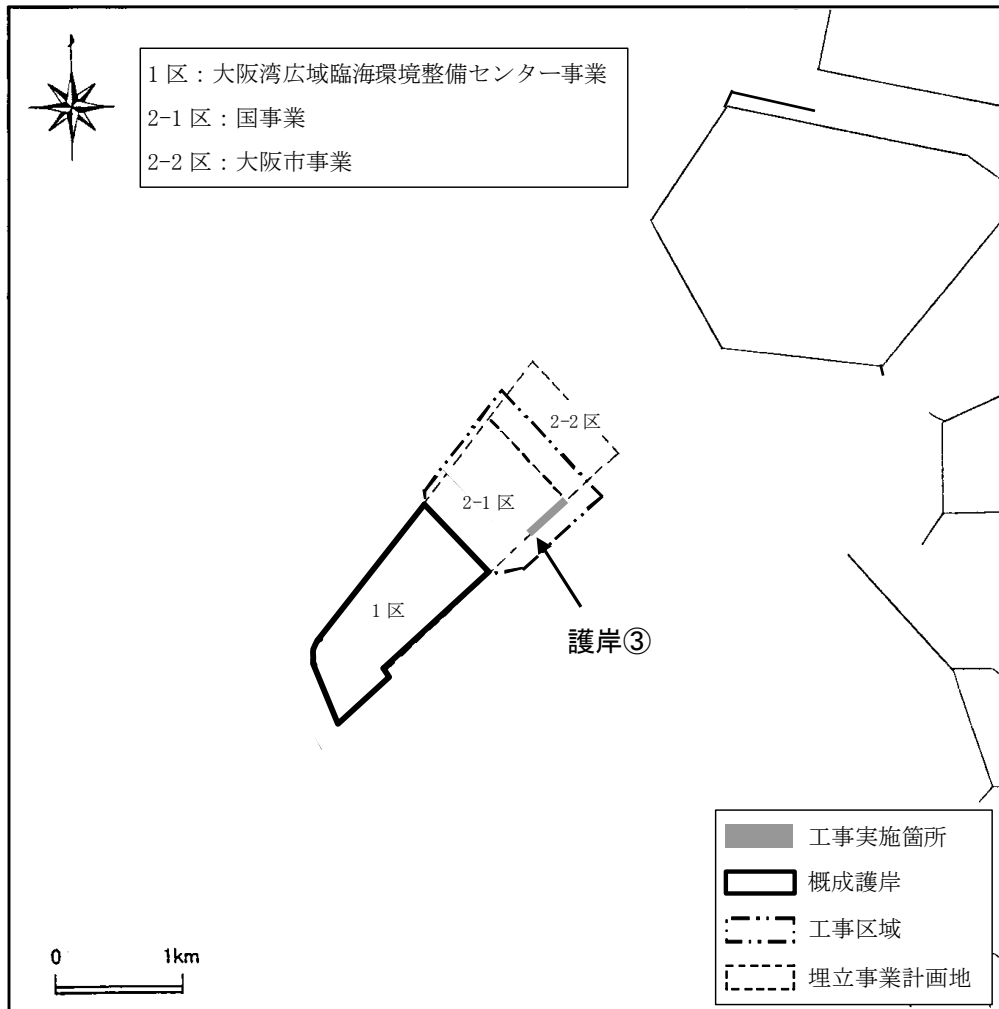 1区：大阪湾広域臨海環境整備センター事業
2-1区：国事業
2-2区：大阪市事業
2-2区
2-1区
1区
護岸③
工事実施箇所
概成護岸
工事区域
埋立事業計画地
0 1km